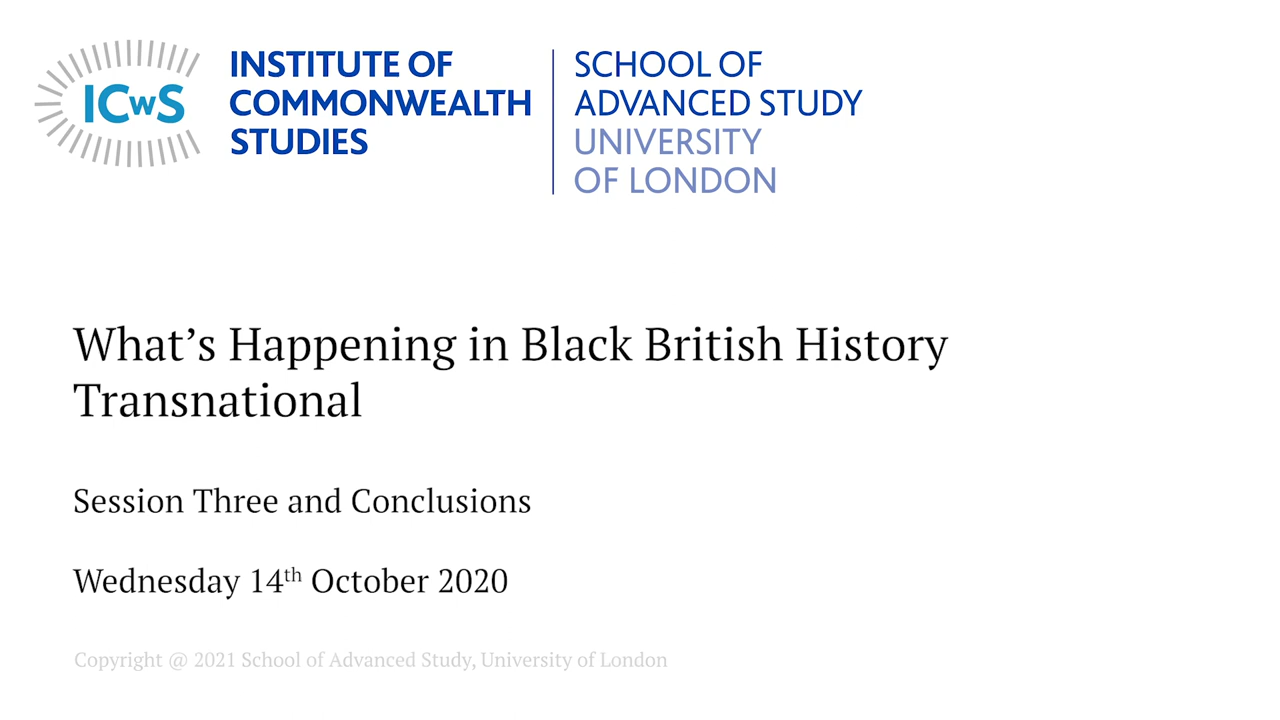 ICwS
INSTITUTE OF
COMMONWEALTH
STUDIES
SCHOOL OF
ADVANCED STUDY
UNIVERSITY
OF LONDON
What’s Happening in Black British History
Transnational
Session Three and Conclusions
Wednesday 14th October 2020
Copyright @ 2021 School of Advanced Study, University of London